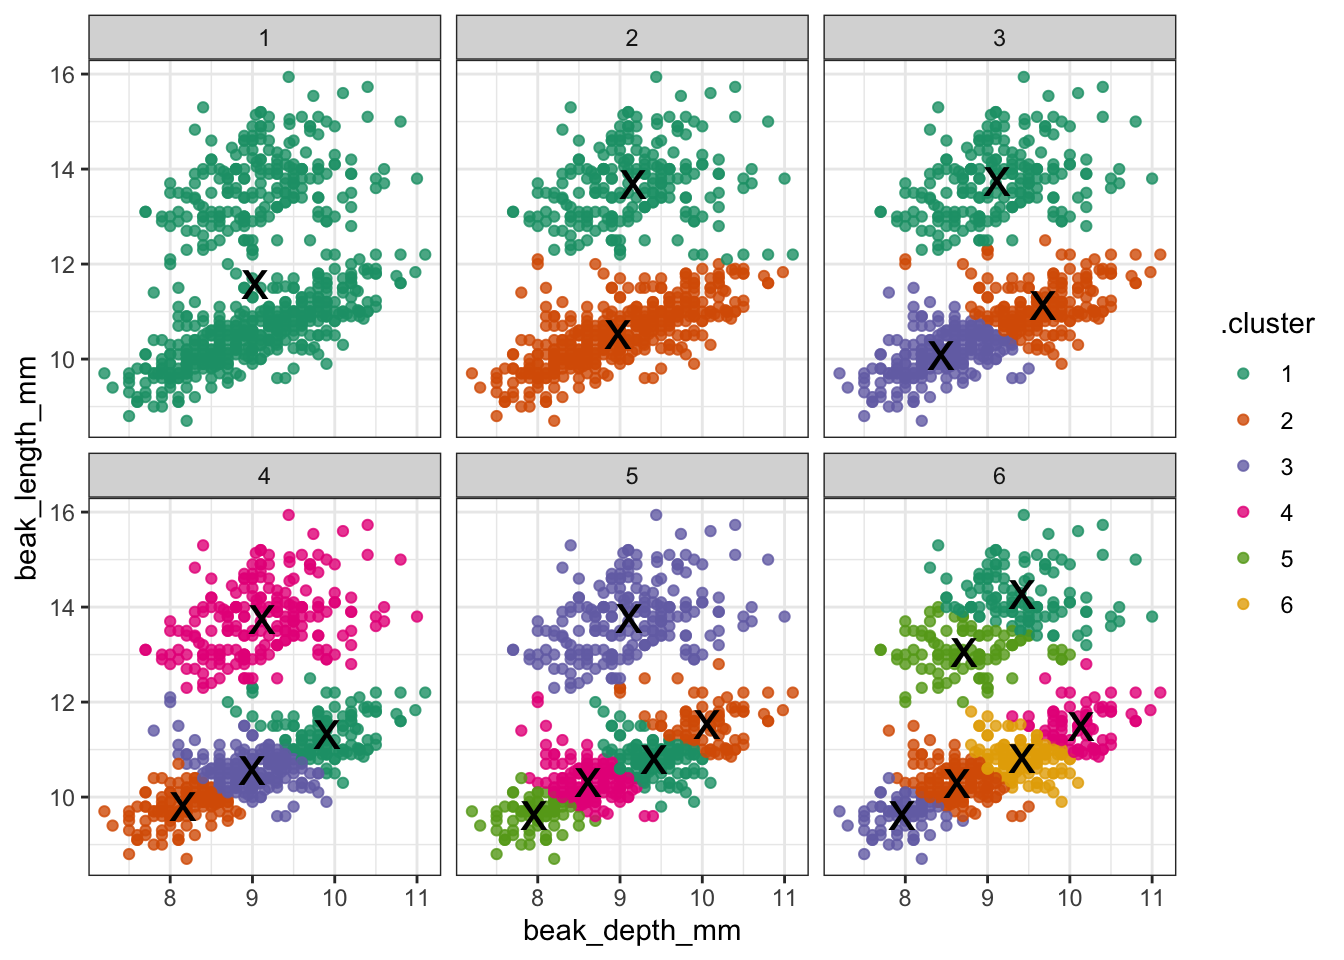 1 2 3
16
14
12
10
beak_length_mm
4 5 6
16
14
12
10
8 9 10 11 8 9 10 11 8 9 10 11
beak_depth_mm
.cluster
1
2
3
4
5
6
X
X X
X X X
X X X X
X X X X X
X X X X X X